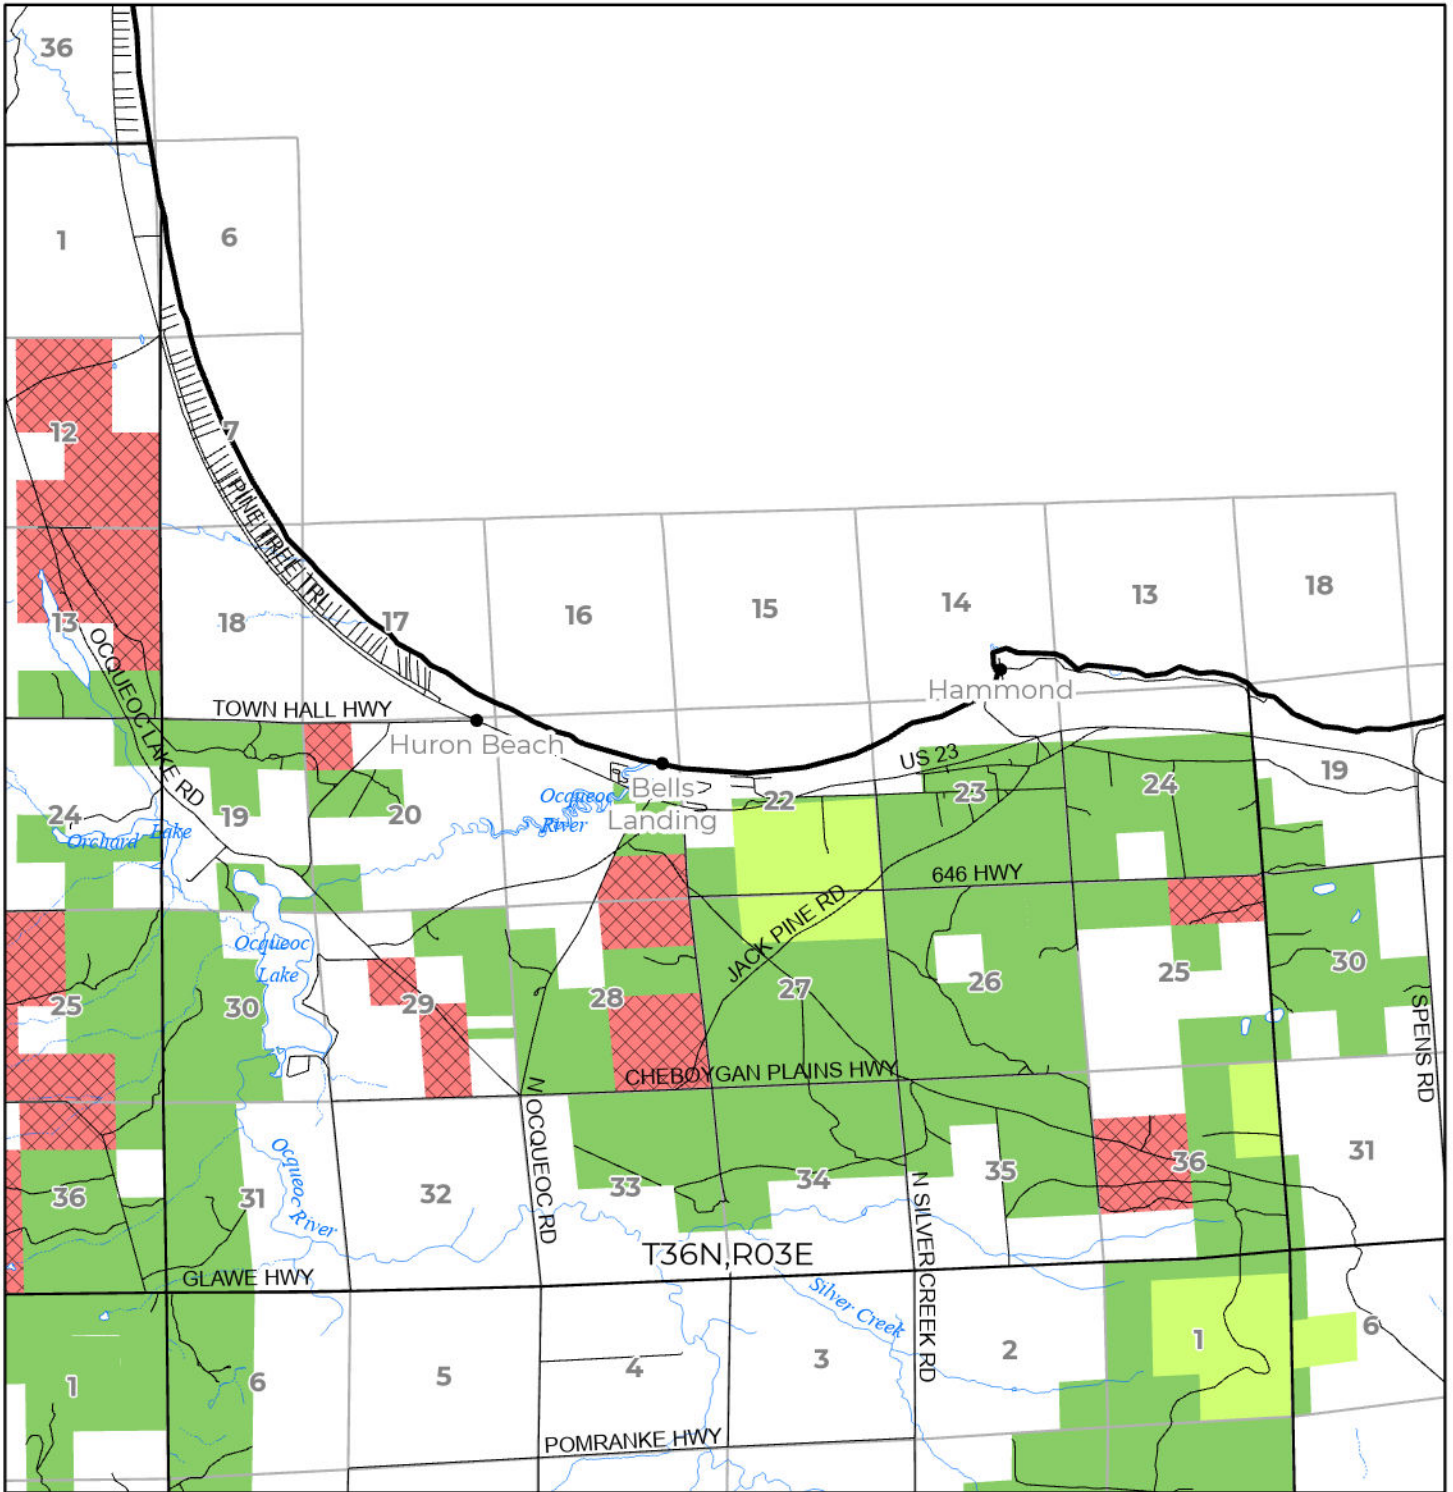 36
1
6
12
7
PINE TREE TRL
13
18
17
16
15
14
13
18
OCQUEOC LAKE RD
TOWN HALL HWY
Huron Beach
Hammond
US 23
Bells
Landing
Ocqueoc
River
24
Orchard Lake
19
20
22
23
24
19
646 HWY
JACK PINE RD
Ocqueoc
Lake
25
30
29
28
27
26
25
30
SPENS RD
CHEBOYGAN PLAINS HWY
N OCQUEOC RD
Ocqueoc River
36
31
32
33
34
35
36
31
N SILVER CREEK RD
T36N,R03E
GLAWE HWY
Silver Creek
1
6
5
4
3
2
1
6
POMRANKE HWY